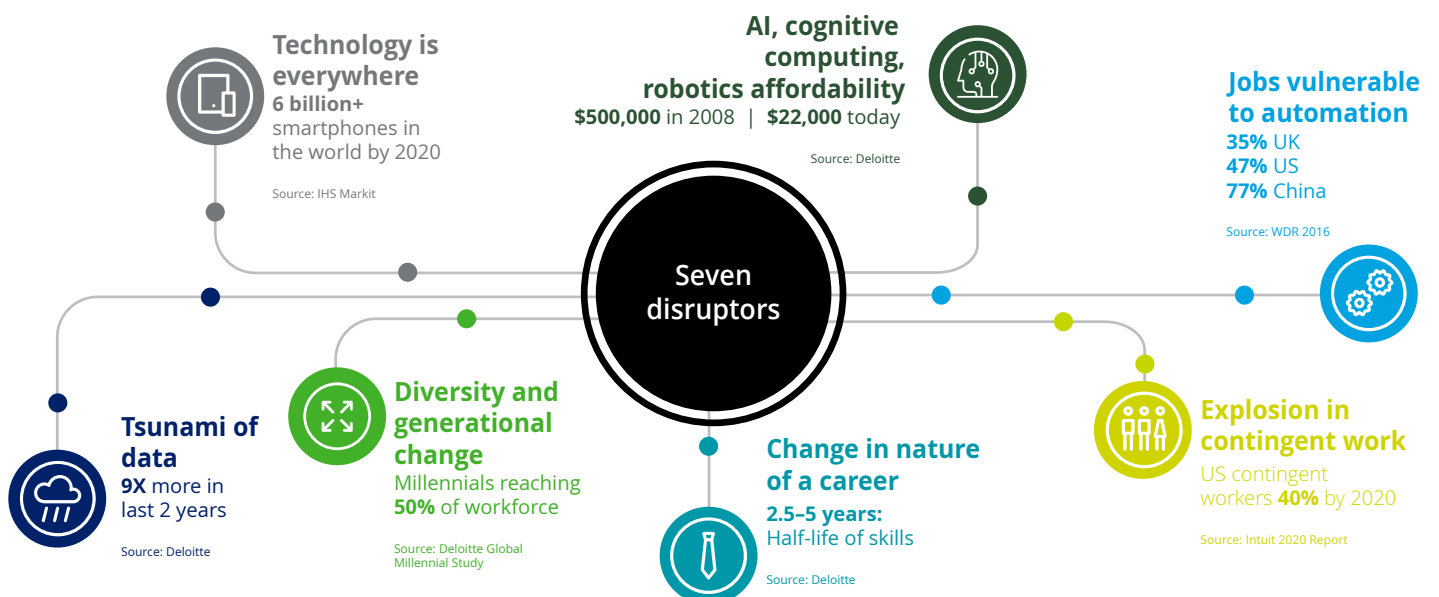 Technology is
everywhere
6 billion+
smartphones in
the world by 2020
Source: IHS Markit
AI, cognitive
computing,
robotics affordability
$500,000 in 2008 | $22,000 today
Source: Deloitte
Jobs vulnerable
to automation
35% UK
47% US
77% China
Source: WDR 2016
Seven
disruptors
Tsunami of
data
9X more in
last 2 years
Source: Deloitte
Diversity and
generational
change
Millennials reaching
50% of workforce
Source: Deloitte Global
Millennial Study
Change in nature
of a career
2.5–5 years:
Half-life of skills
Source: Deloitte
Explosion in
contingent work
US contingent
workers 40% by 2020
Source: Intuit 2020 Report